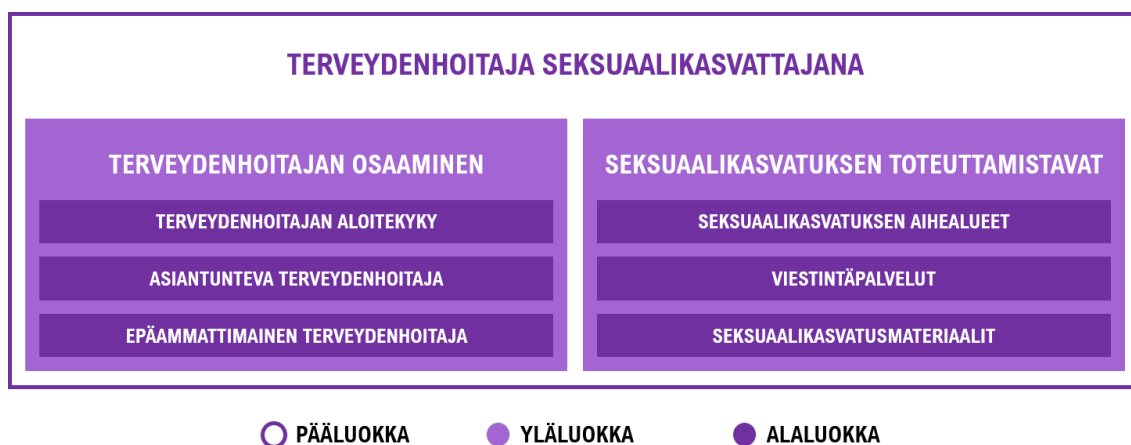 TERVEYDENHOITAJA SEKSUAALIKASVATTAJANA
TERVEYDENHOITAJAN OSAAMINEN
TERVEYDENHOITAJAN ALOITEKYKY
ASIANTUNTEVA TERVEYDENHOITAJA
EPÄAMMATTIMAINEN TERVEYDENHOITAJA
SEKSUAALIKASVATUKSEN TOTEUTTAMISTAVAT
SEKSUAALIKASVATUKSEN AIHEALUEET
VIESTINTÄPALVELUT
SEKSUAALIKASVATUSMATERIAALIT
PÄÄLUOKKA
YLÄLUOKKA
ALALUOKKA